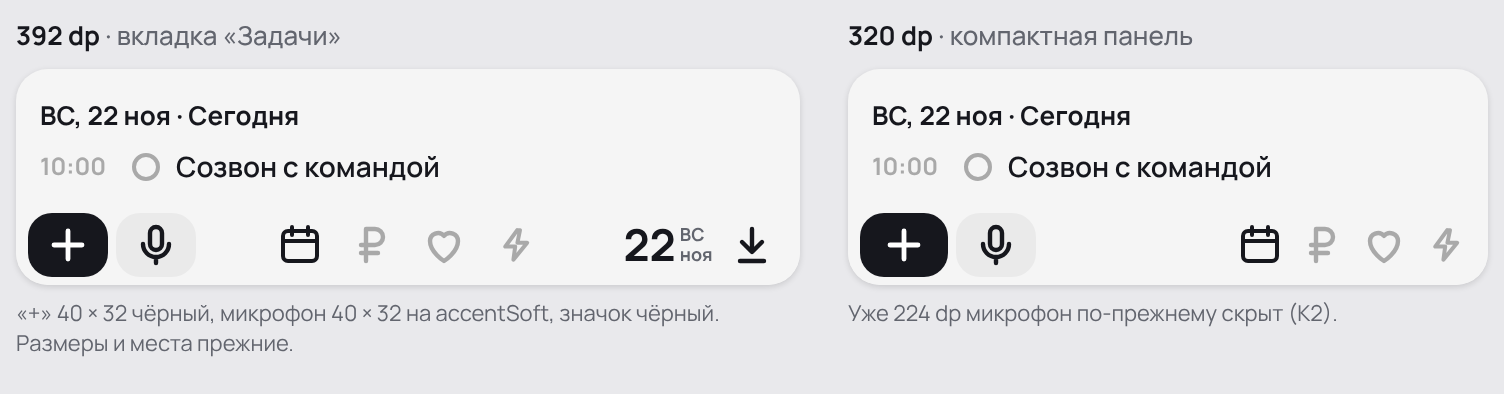 392 dp · вкладка «Задачи»
ВС, 22 ноя · Сегодня
10:00 Созвон с командой
22 ВС ноя
«+» 40 × 32 чёрный, микрофон 40 × 32 на accentSoft, значок чёрный.
Размеры и места прежние.
320 dp · компактная панель
ВС, 22 ноя · Сегодня
10:00 Созвон с командой
Уже 224 dp микрофон по-прежнему скрыт (К2).